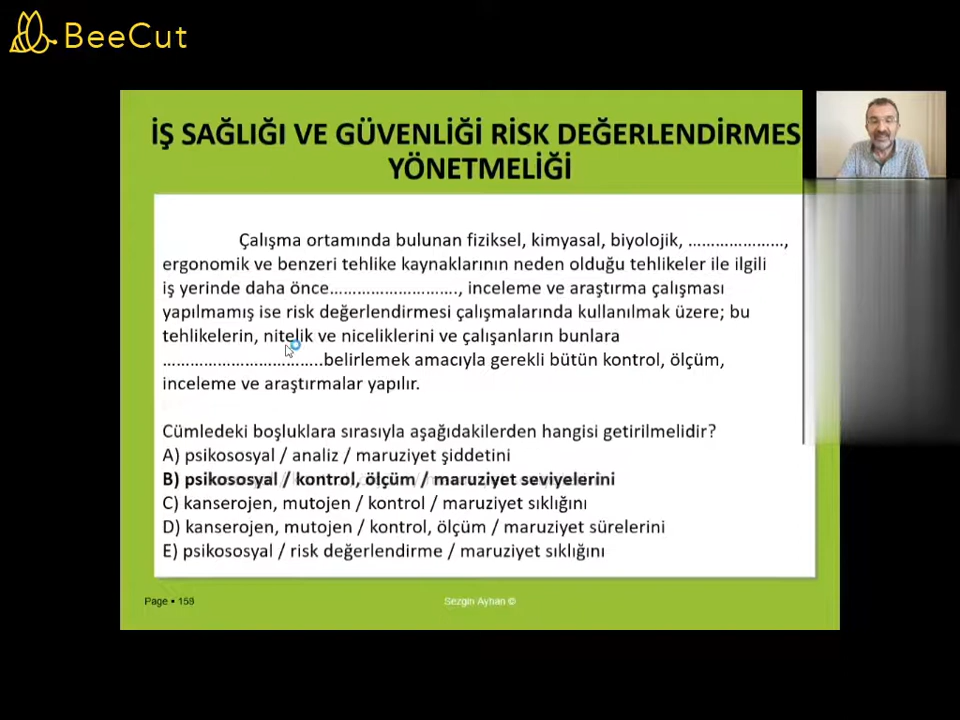 BeeCut
İŞ SAĞLIĞI VE GÜVENLİĞİ RİSK DEĞERLENDİRMES
YÖNETMELİĞİ
Çalışma ortamında bulunan fiziksel, kimyasal, biyolojik, …………………,
ergonomik ve benzeri tehlike kaynaklarının neden olduğu tehlikeler ile ilgili
iş yerinde daha önce………………………., inceleme ve araştırma çalışması
yapılmamış ise risk değerlendirmesi çalışmalarında kullanılmak üzere; bu
tehlikelerin, nitelik ve niceliklerini ve çalışanların bunlara
……………………………..belirlemek amacıyla gerekli bütün kontrol, ölçüm,
inceleme ve araştırmalar yapılır.
Cümledeki boşluklara sırasıyla aşağıdakilerden hangisi getirilmelidir?
A) psikososyal / analiz / maruziyet şiddetini
B) psikososyal / kontrol, ölçüm / maruziyet seviyelerini
C) kanserojen, mutojen / kontrol / maruziyet sıklığını
D) kanserojen, mutojen / kontrol, ölçüm / maruziyet sürelerini
E) psikososyal / risk değerlendirme / maruziyet sıklığını
Page ▪ 158
Sezgin Ayhan ©